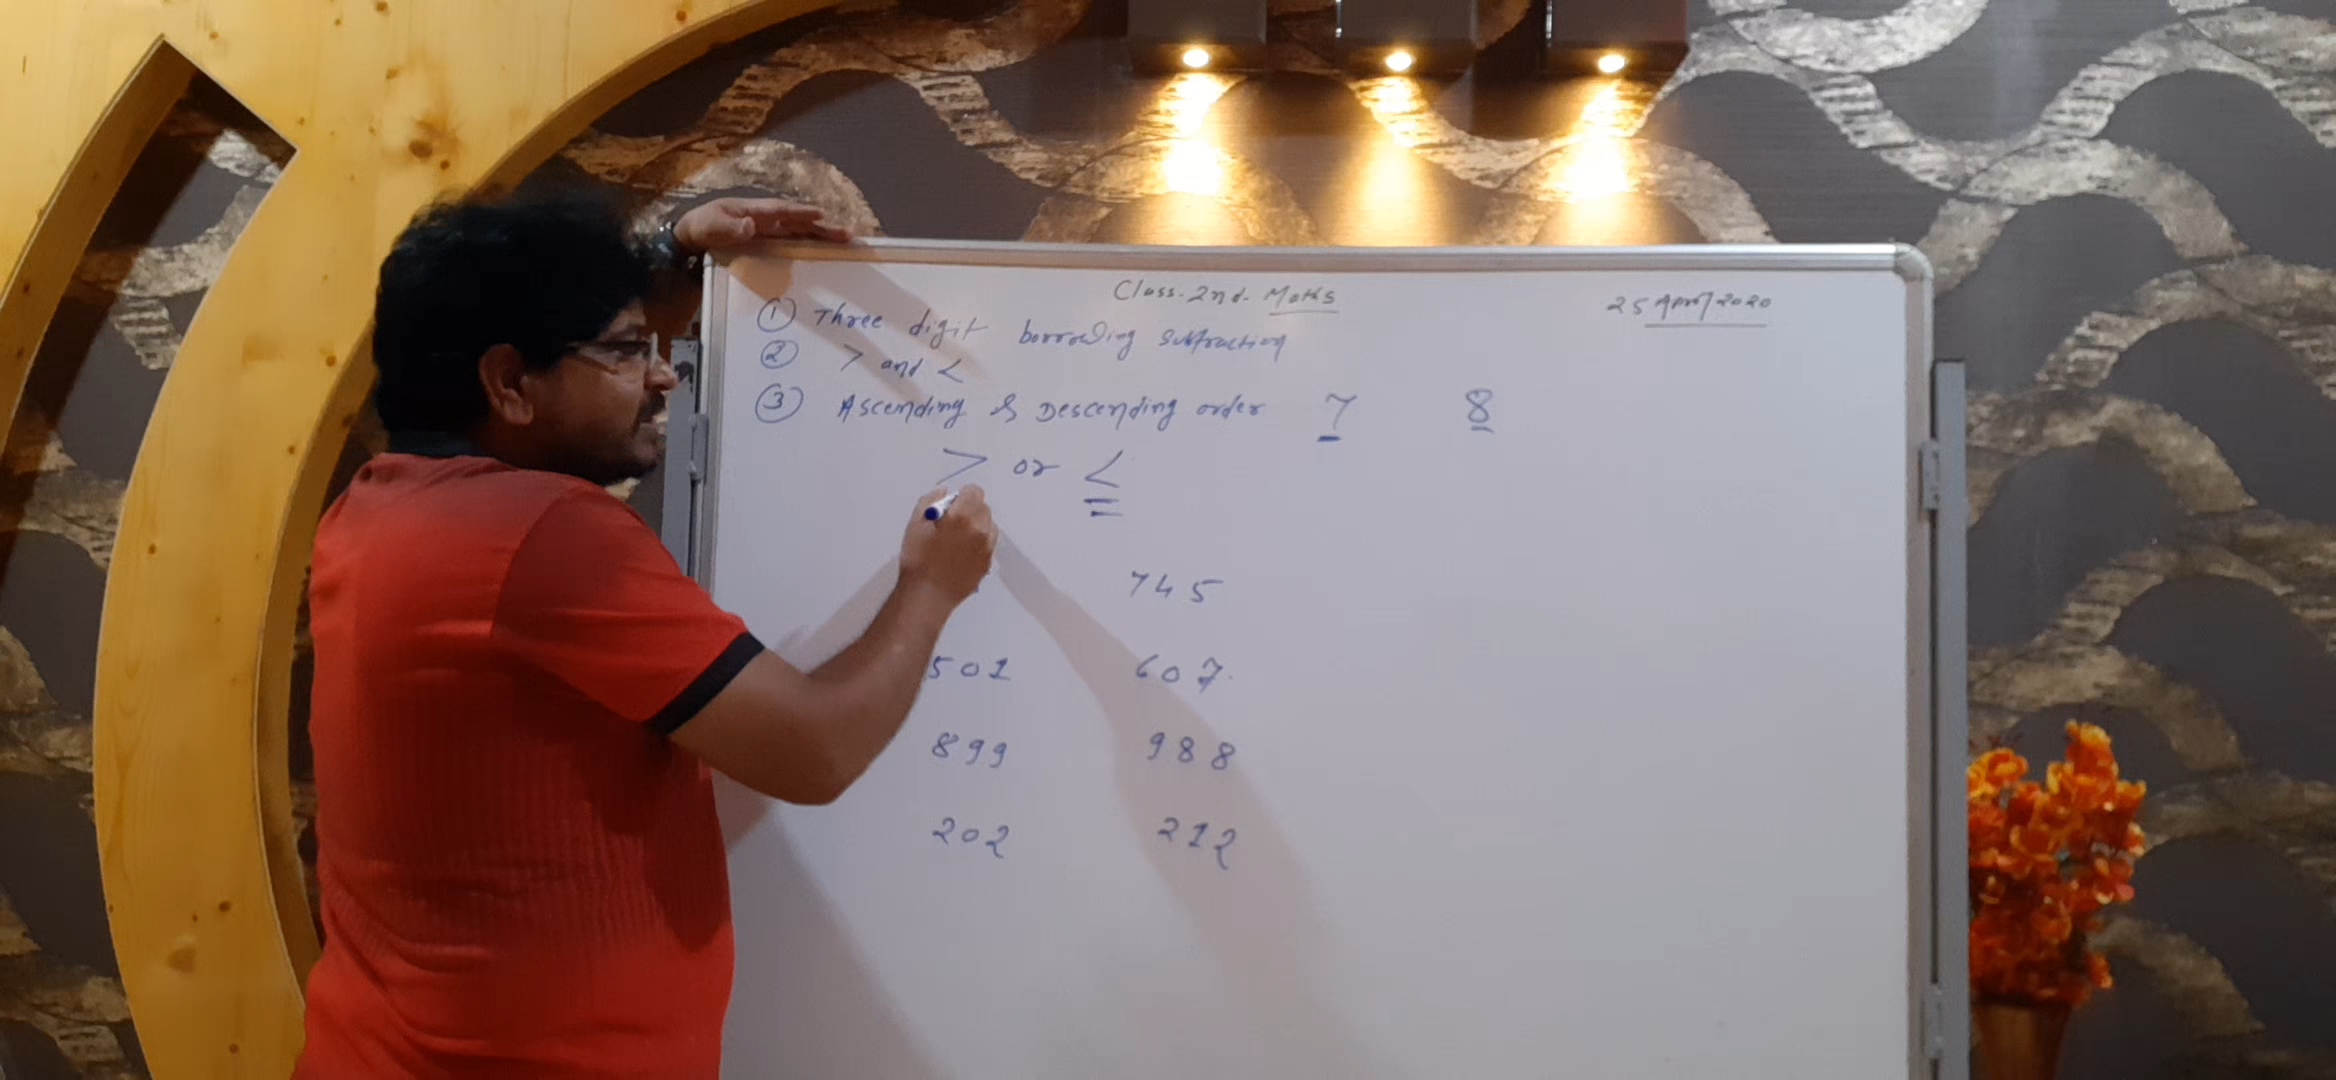 Class. 2nd. Maths
25 April 2020
① Three digit borrowing subtraction
② > and <
③ Ascending & Descending order 7 8
> or <
745
501 607
899 988
202 212